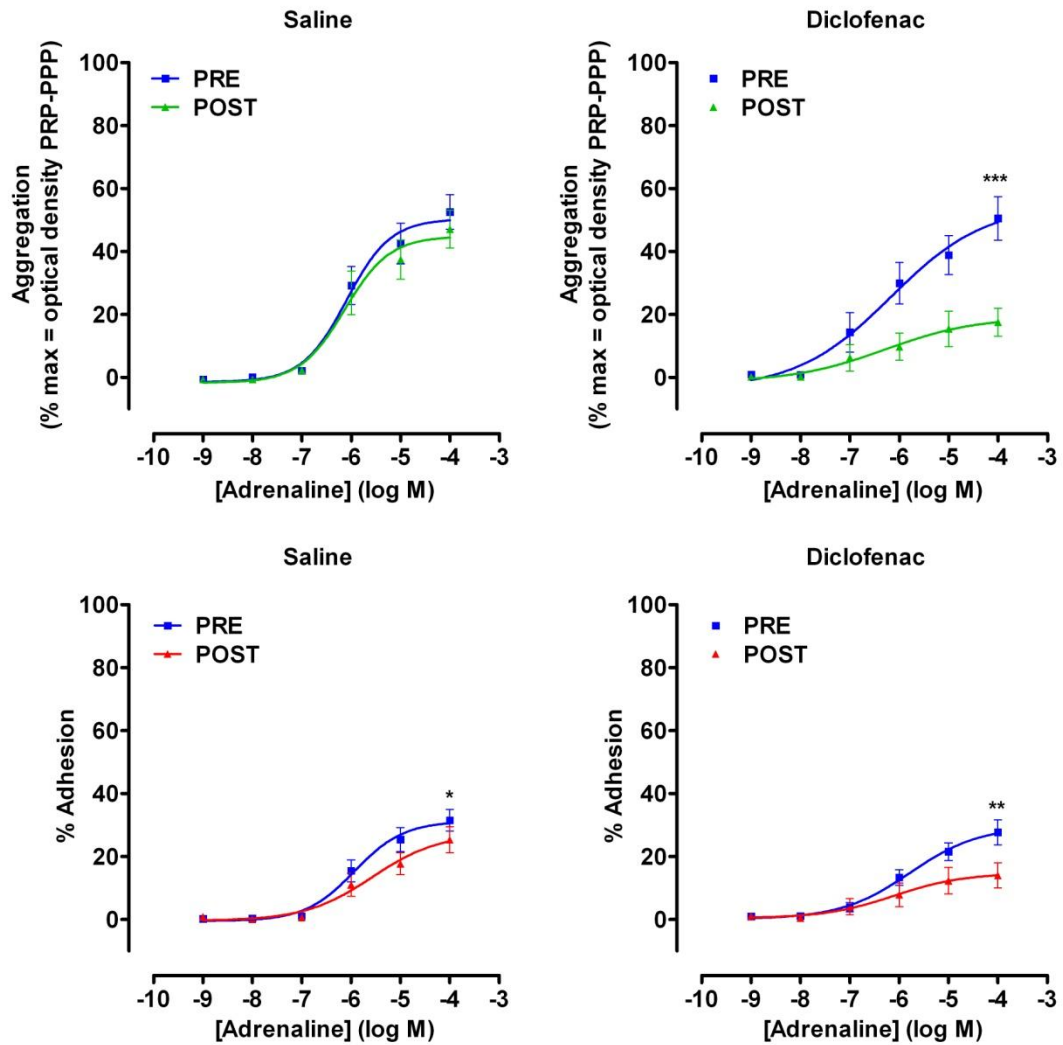 Saline
Aggregation
(% max = optical density PRP-PPP)
100
80
60
40
20
0
PRE
POST
-10 -9 -8 -7 -6 -5 -4 -3
[Adrenaline] (log M)
Diclofenac
Aggregation
(% max = optical density PRP-PPP)
100
80
60
40
20
0
PRE
POST
***
-10 -9 -8 -7 -6 -5 -4 -3
[Adrenaline] (log M)
Saline
% Adhesion
100
80
60
40
20
0
PRE
POST
*
-10 -9 -8 -7 -6 -5 -4 -3
[Adrenaline] (log M)
Diclofenac
% Adhesion
100
80
60
40
20
0
PRE
POST
**
-10 -9 -8 -7 -6 -5 -4 -3
[Adrenaline] (log M)